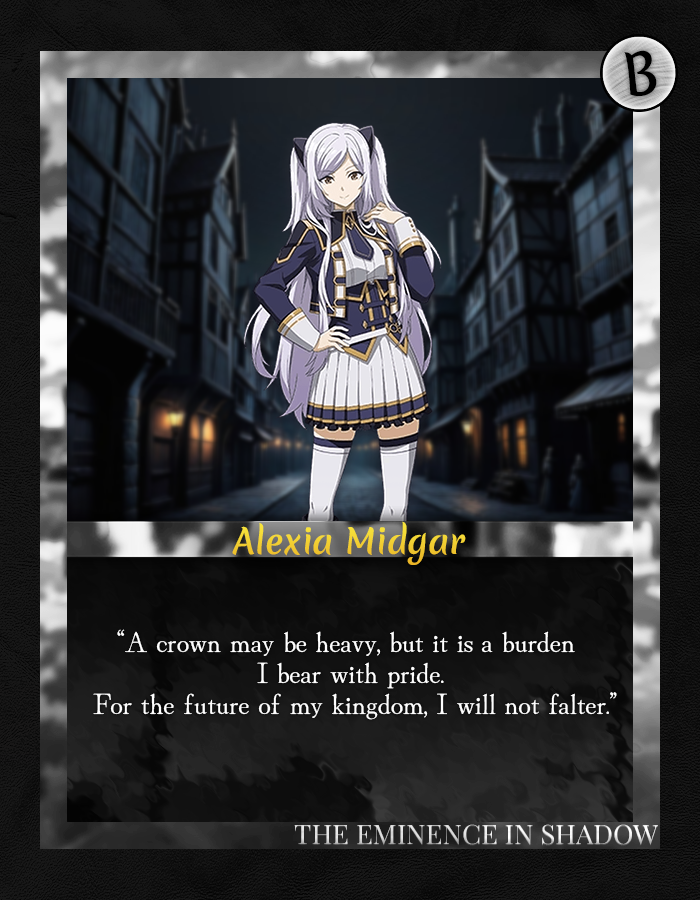 B
Alexia Midgar
“A crown may be heavy, but it is a burden
I bear with pride.
For the future of my kingdom, I will not falter.”
THE EMINENCE IN SHADOW